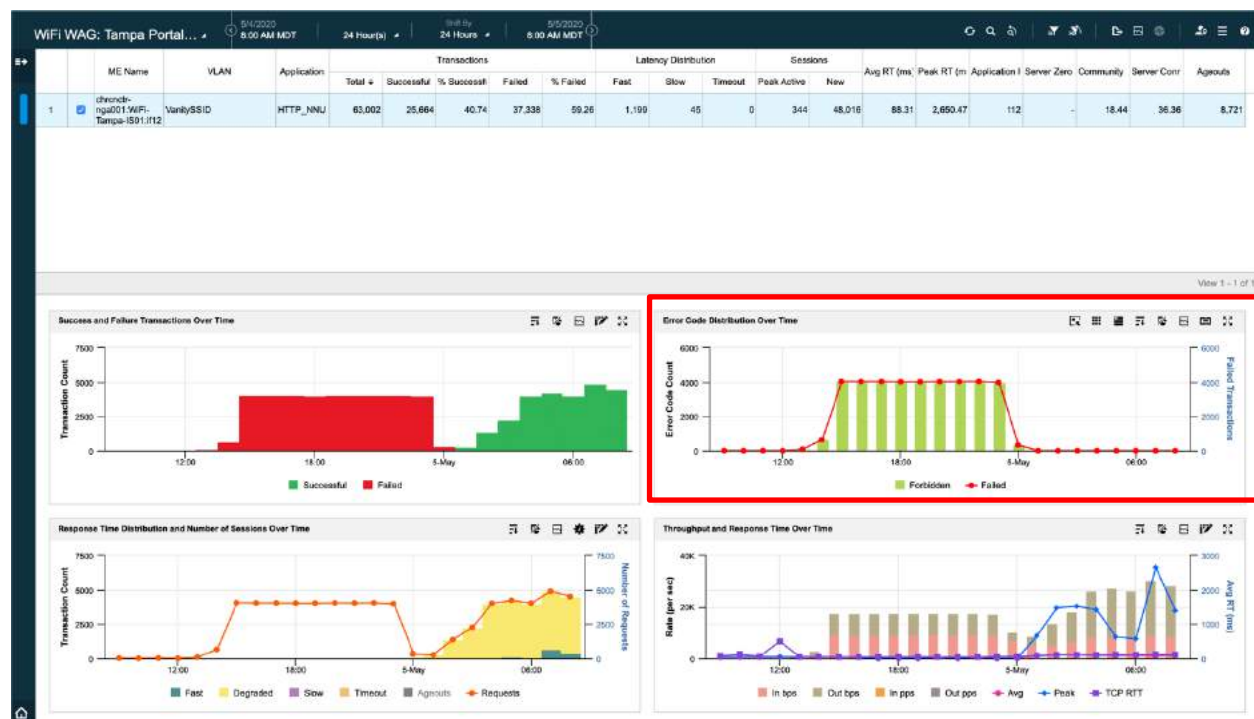 WiFi WAG: Tampa Portal...
5/4/2020
8:00 AM MDT
24 Hour(s)
Shift By
24 Hours
5/5/2020
8:00 AM MDT
ME Name
VLAN
Application
Transactions
Latency Distribution
Sessions
Avg RT (ms)
Peak RT (m
Application
Server Zero
Community
Server Conr
Ageouts
Total
Successful
% Successfu
Failed
% Failed
Fast
Slow
Timeout
Peak Active
New
1
chronclr-
nga001:WiFi-
Tampa-IS01:if12
VanitySSID
HTTP_NNU
63,002
25,664
40.74
37,338
59.26
1,199
45
0
344
48,016
88.31
2,650.47
112
-
18.44
36.36
8,721
View 1 - 1 of 1
Success and Failure Transactions Over Time
Transaction Count
7500
5000
2500
0
12:00
18:00
5-May
06:00
Successful
Failed
Error Code Distribution Over Time
Error Code Count
6000
4000
2000
0
6000
4000
2000
0
Failed Transactions
12:00
18:00
5-May
06:00
Forbidden
Failed
Response Time Distribution and Number of Sessions Over Time
Transaction Count
7500
5000
2500
0
7500
5000
2500
0
Number of Requests
12:00
18:00
5-May
06:00
Fast
Degraded
Slow
Timeout
Ageouts
Requests
Throughput and Response Time Over Time
Rate (per sec)
40K
20K
0
3000
2000
1000
0
Avg RT (ms)
12:00
18:00
5-May
06:00
In bps
Out bps
In pps
Out pps
Avg
Peak
TCP RTT